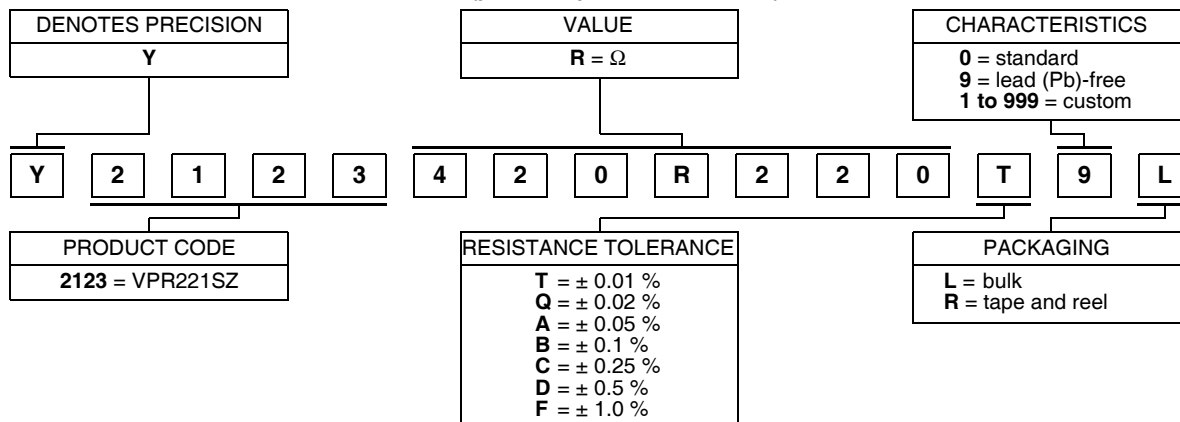 DENOTES PRECISION
Y
VALUE
R = Ω
CHARACTERISTICS
0 = standard
9 = lead (Pb)-free
1 to 999 = custom
Y 2 1 2 3 4 2 0 R 2 2 0 T 9 L
PRODUCT CODE
2123 = VPR221SZ
RESISTANCE TOLERANCE
T = ± 0.01 %
Q = ± 0.02 %
A = ± 0.05 %
B = ± 0.1 %
C = ± 0.25 %
D = ± 0.5 %
F = ± 1.0 %
PACKAGING
L = bulk
R = tape and reel